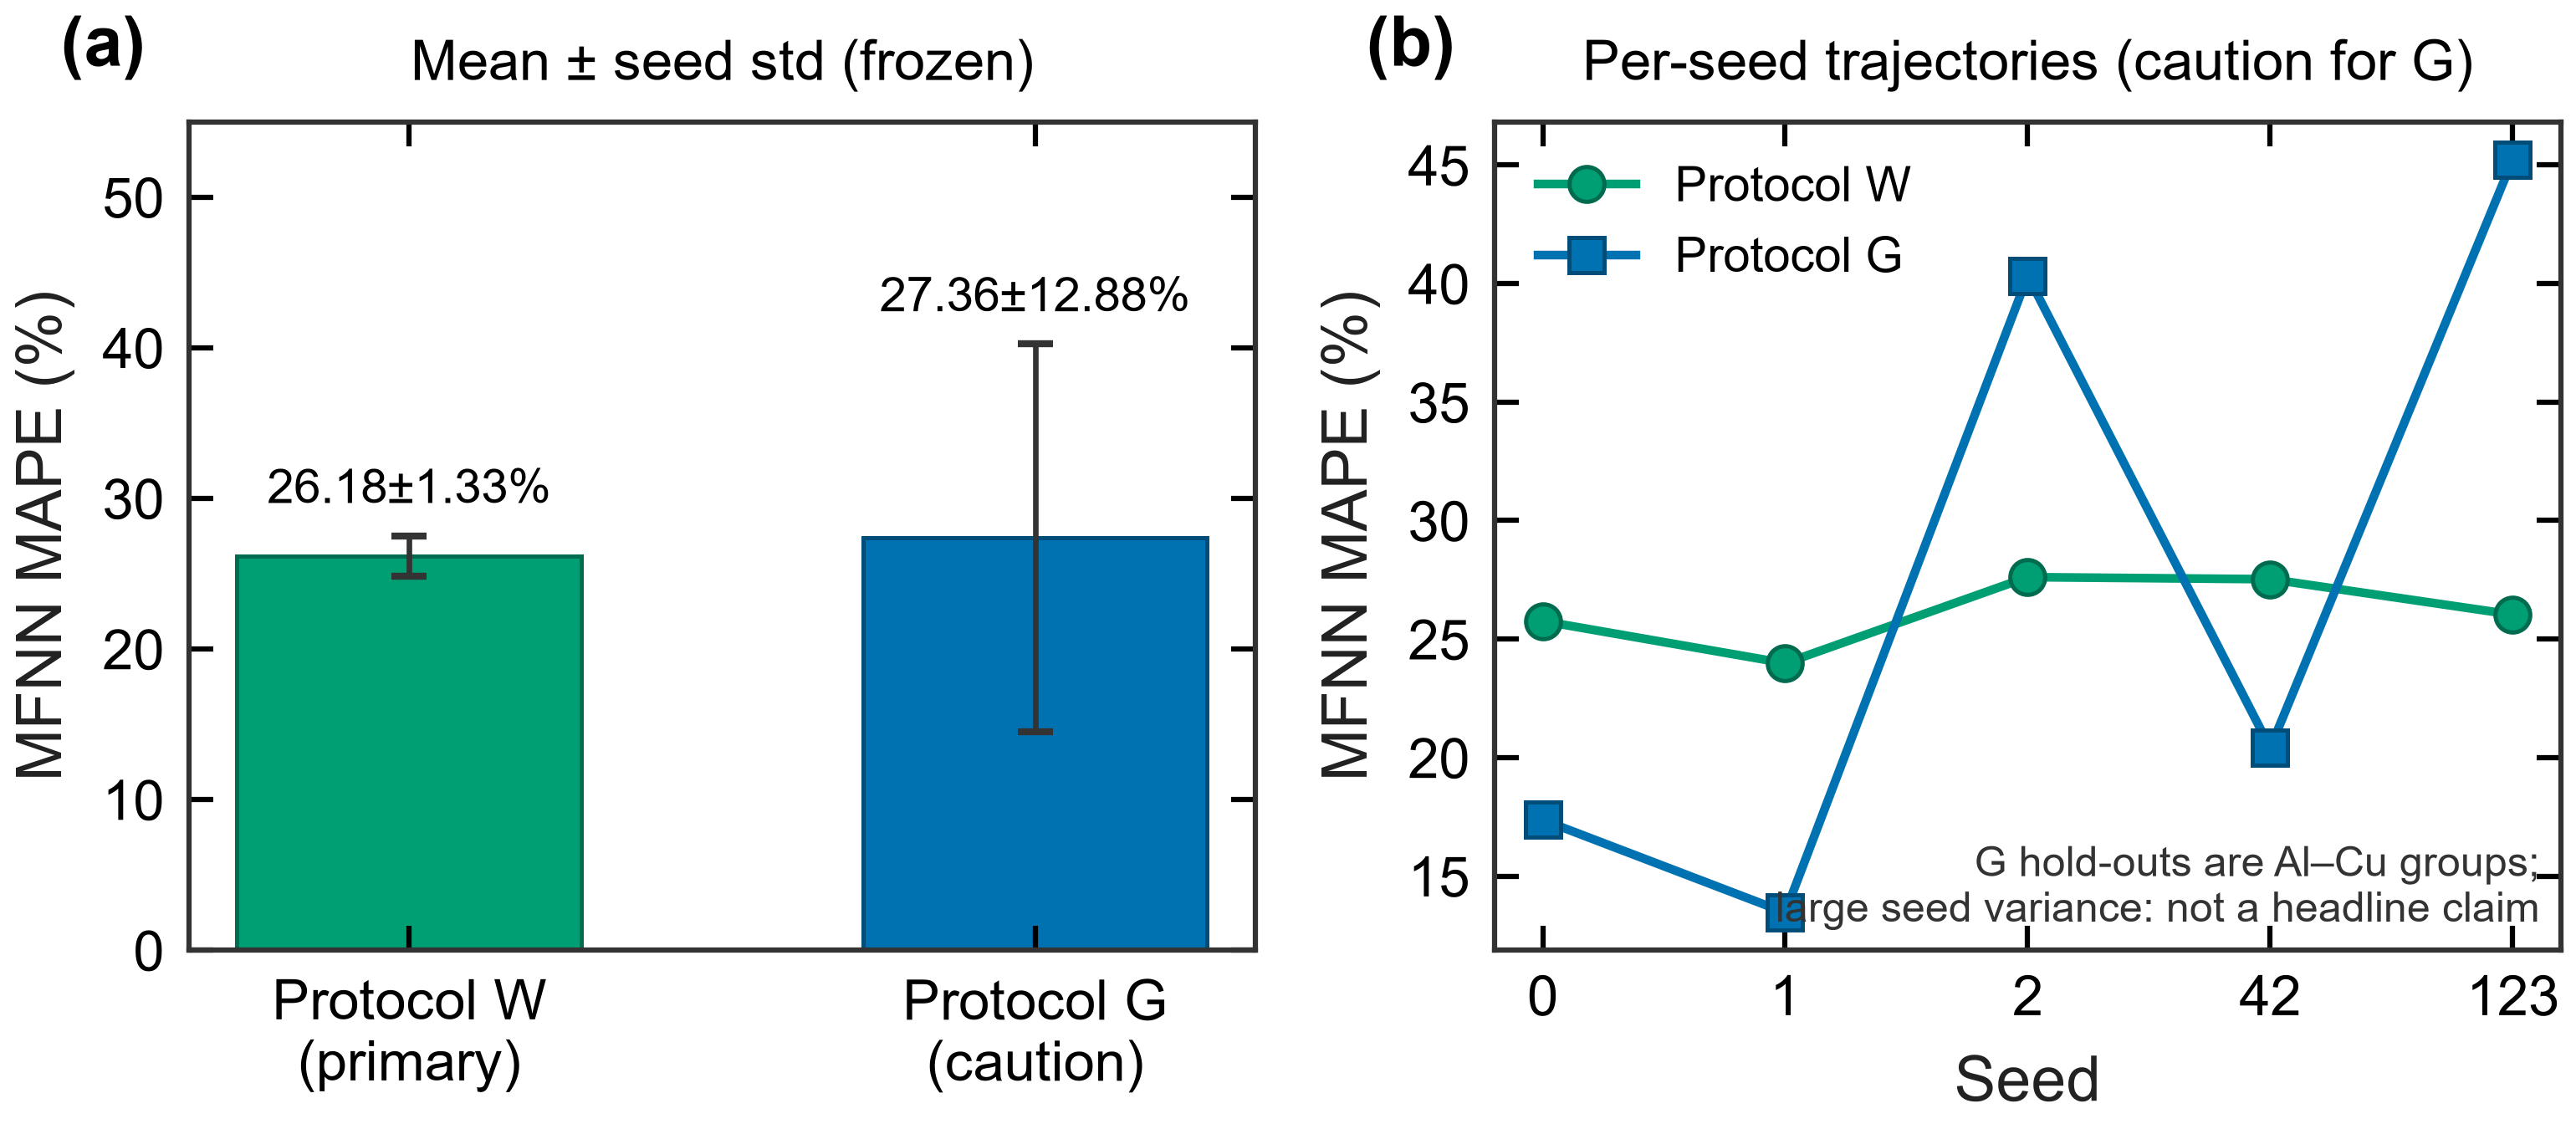 (a)
Mean ± seed std (frozen)
MFNN MAPE (%)
50
40
30
20
10
0
26.18±1.33%
27.36±12.88%
Protocol W
(primary)
Protocol G
(caution)
(b)
Per-seed trajectories (caution for G)
MFNN MAPE (%)
45
40
35
30
25
20
15
Protocol W
Protocol G
G hold-outs are Al–Cu groups;
large seed variance: not a headline claim
0
1
2
42
123
Seed